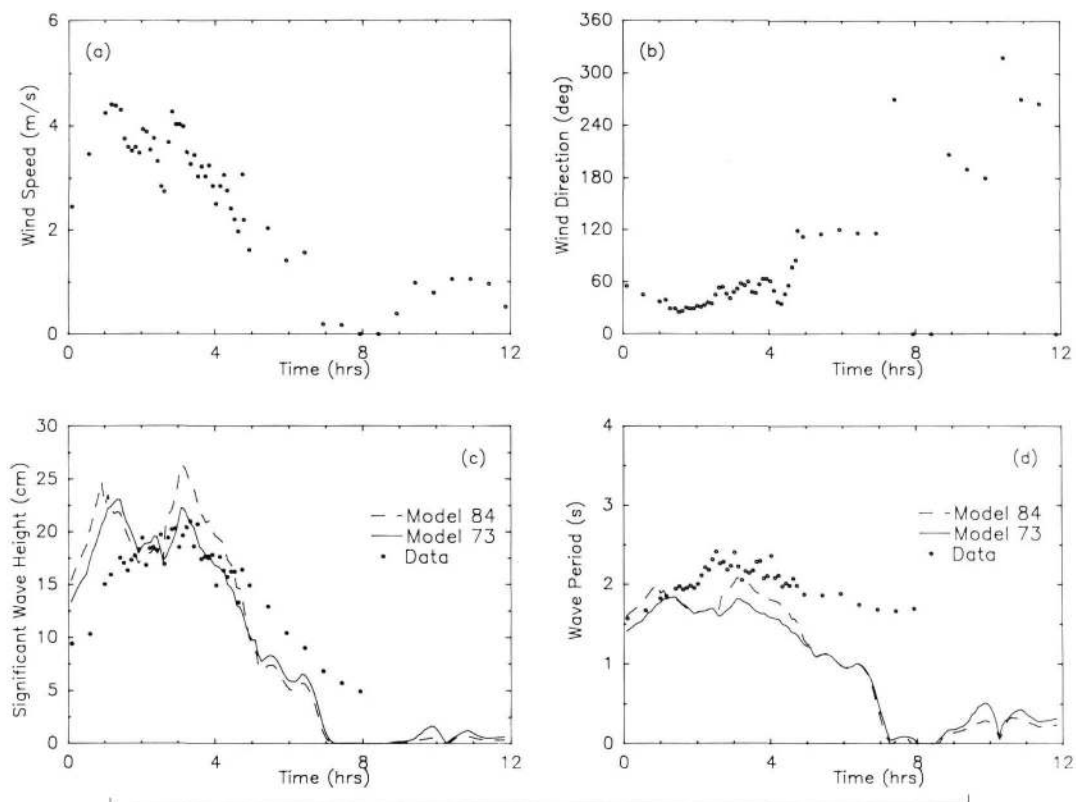 6
4
2
0
(a)
Wind Speed (m/s)
0 4 8 12
Time (hrs)
360
300
240
180
120
60
0
(b)
Wind Direction (deg)
0 4 8 12
Time (hrs)
30
25
20
15
10
5
0
(c)
Significant Wave Height (cm)
Model 84
Model 73
Data
0 4 8 12
Time (hrs)
4
3
2
1
0
(d)
Wave Period (s)
Model 84
Model 73
Data
0 4 8 12
Time (hrs)